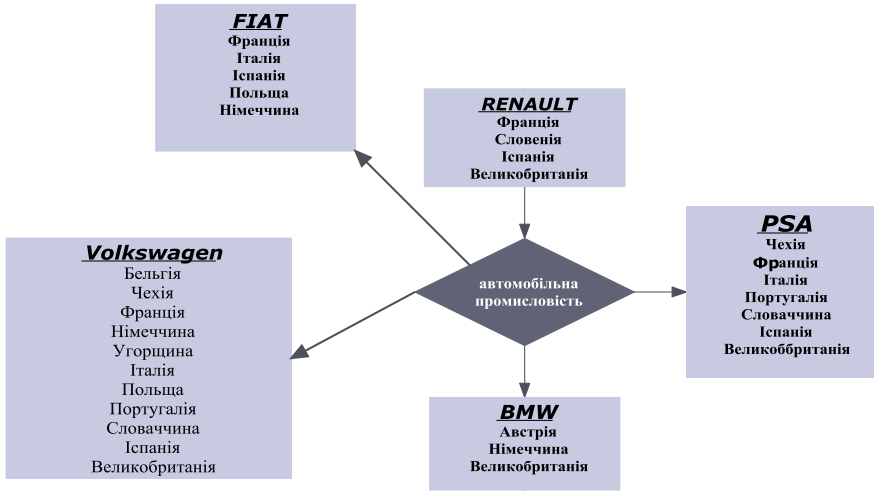 FIAT
Франція
Італія
Іспанія
Польща
Німеччина
RENAULT
Франція
Словенія
Іспанія
Великобританія
PSA
Чехія
Франція
Італія
Португалія
Словаччина
Іспанія
Великоббританія
Volkswagen
Бельгія
Чехія
Франція
Німеччина
Угорщина
Італія
Польща
Португалія
Словаччина
Іспанія
Великобританія
автомобільна
промисловість
BMW
Австрія
Німеччина
Великобританія